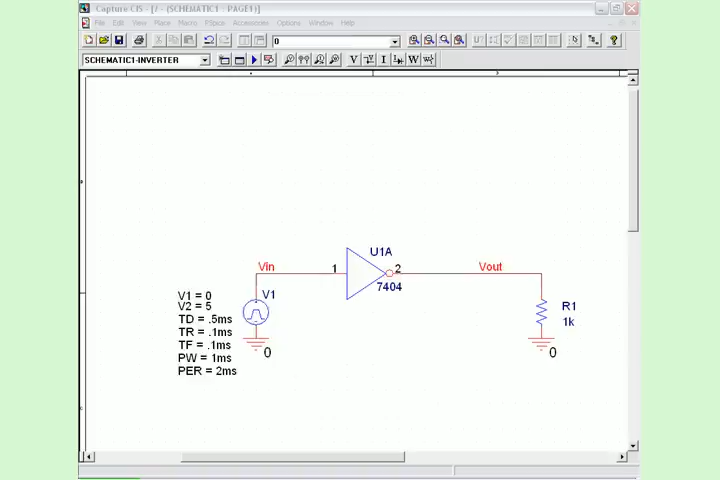 Capture CIS - [/ - (SCHEMATIC1 : PAGE1)]
File Edit View Place Macro PSpice Accessories Options Window Help
0
U?
?
SCHEMATIC1-INVERTER
V I W
U1A
Vin 1 2 Vout
7404
V1
V1 = 0
V2 = 5
TD = .5ms
TR = .1ms
TF = .1ms
PW = 1ms
PER = 2ms
0
R1
1k
0